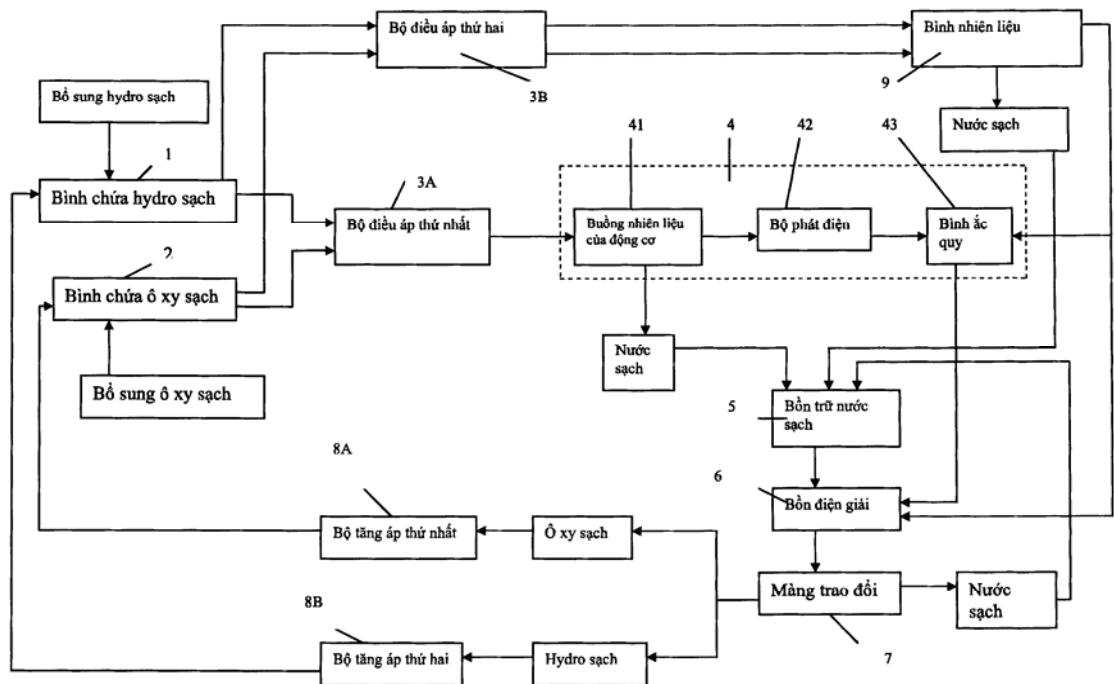 Bộ điều áp thứ hai
Bình nhiên liệu
3B
9
Bổ sung hydro sạch
Nước sạch
1
41
4
42
43
3A
Bình chứa hydro sạch
Bộ điều áp thứ nhất
Buồng nhiên liệu
của động cơ
Bộ phát điện
Bình ắc
quy
2
Bình chứa ô xy sạch
Nước
sạch
Bổ sung ô xy sạch
5
Bồn trữ nước
sạch
8A
6
Bồn điện giải
Bộ tăng áp thứ nhất
Ô xy sạch
Màng trao đổi
Nước
sạch
8B
Bộ tăng áp thứ hai
Hydro sạch
7